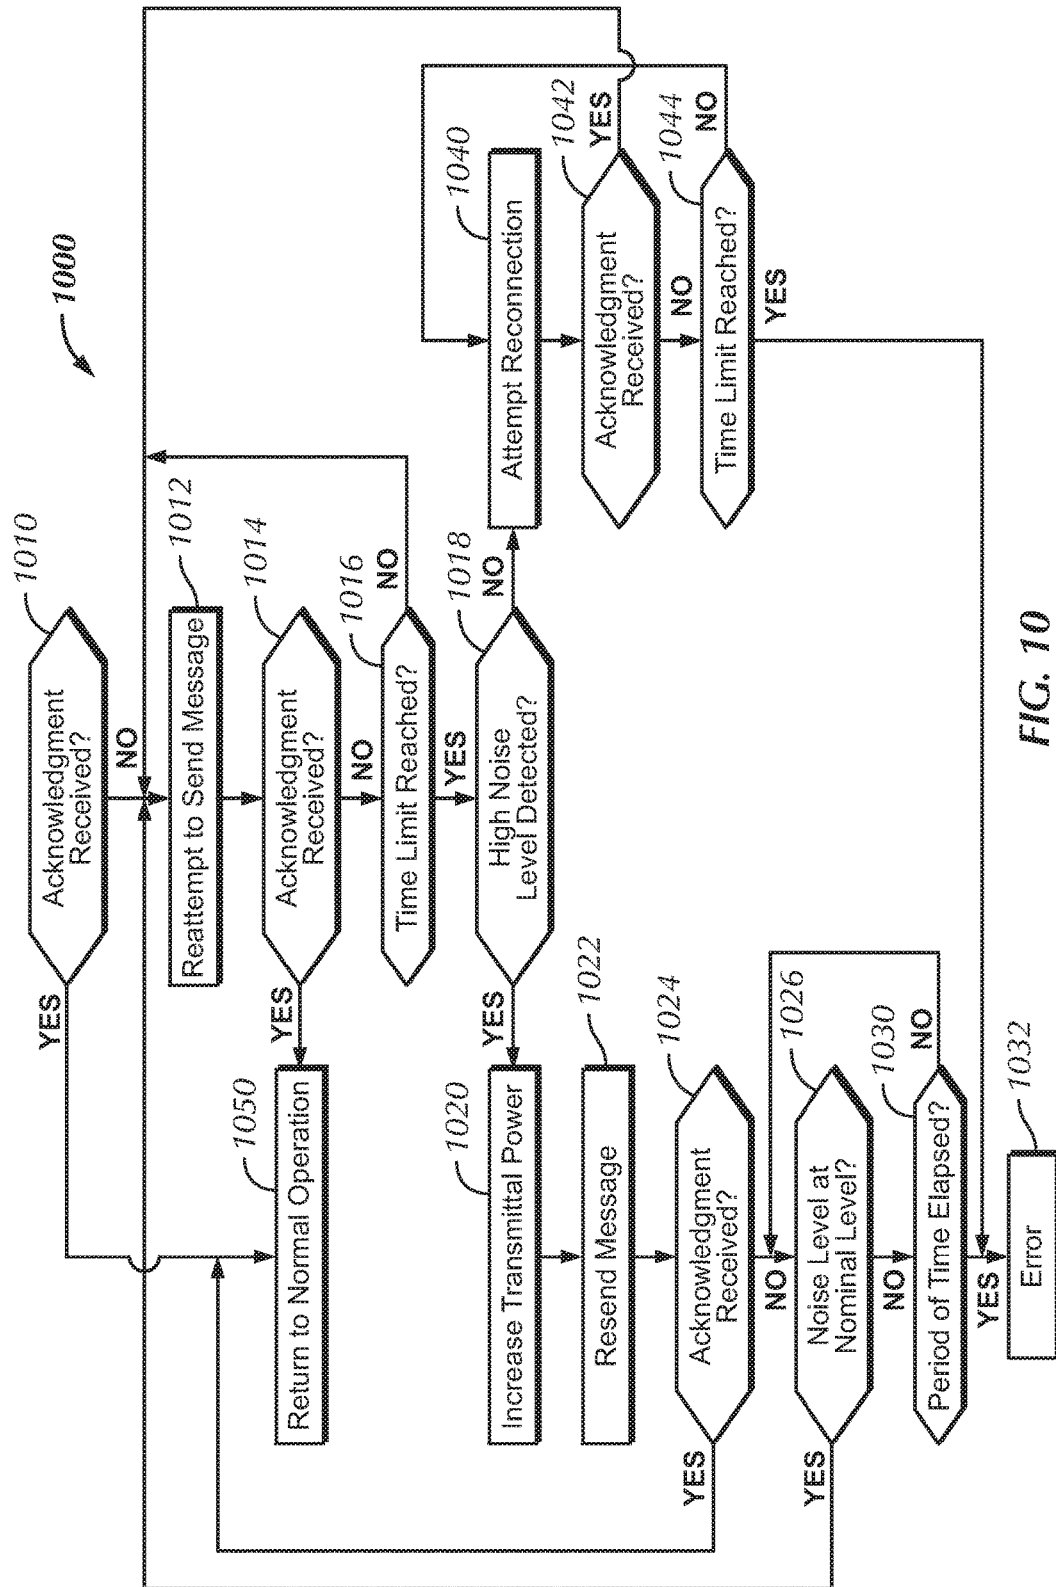 1000
1010
Acknowledgment
Received?
YES
NO
1012
Reattempt to Send Message
1014
Acknowledgment
Received?
YES
NO
1050
Return to Normal Operation
1016
Time Limit Reached?
NO
YES
1018
High Noise
Level Detected?
YES
NO
1020
Increase Transmittal Power
1022
Resend Message
1024
Acknowledgment
Received?
YES
NO
1026
Noise Level at
Nominal Level?
YES
NO
1030
Period of Time Elapsed?
NO
YES
1032
Error
1040
Attempt Reconnection
1042
Acknowledgment
Received?
YES
NO
1044
Time Limit Reached?
NO
YES
FIG. 10